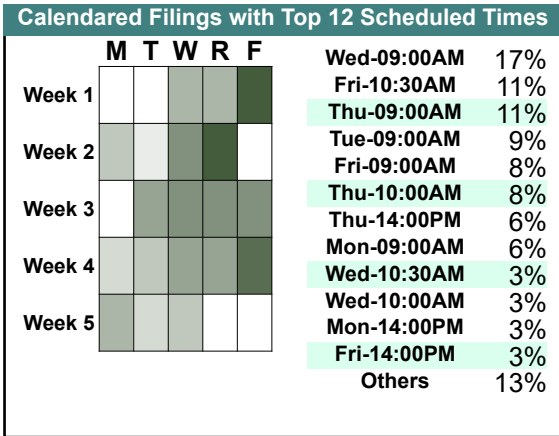 Calendared Filings with Top 12 Scheduled Times
M T W R F
Week 1
Week 2
Week 3
Week 4
Week 5
Wed-09:00AM 17%
Fri-10:30AM 11%
Thu-09:00AM 11%
Tue-09:00AM 9%
Fri-09:00AM 8%
Thu-10:00AM 8%
Thu-14:00PM 6%
Mon-09:00AM 6%
Wed-10:30AM 3%
Wed-10:00AM 3%
Mon-14:00PM 3%
Fri-14:00PM 3%
Others 13%